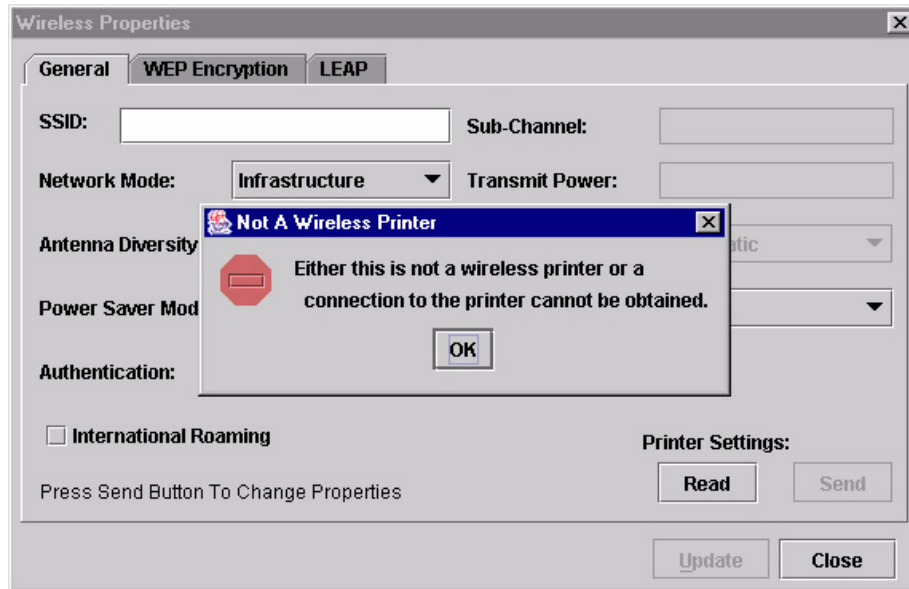 Wireless Properties
General WEP Encryption LEAP
SSID: Sub-Channel:
Network Mode: Infrastructure Transmit Power:
Not A Wireless Printer
Antenna Diversity
Either this is not a wireless printer or a
connection to the printer cannot be obtained.
Power Saver Mod
OK
Authentication:
International Roaming
Printer Settings:
Press Send Button To Change Properties Read Send
Update Close